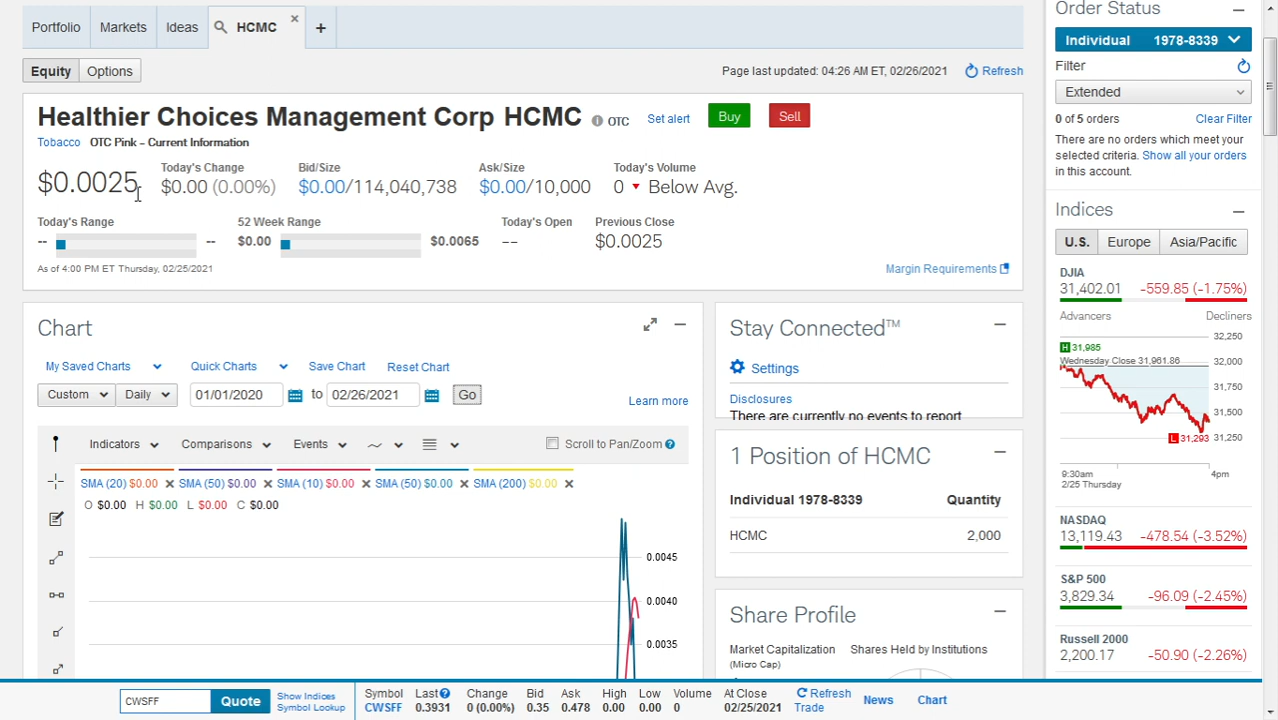 Portfolio
Markets
Ideas
HCMC
Equity
Options
Page last updated: 04:26 AM ET, 02/26/2021
Refresh
Healthier Choices Management Corp HCMC
OTC
Set alert
Buy
Sell
Tobacco OTC Pink – Current Information
$0.0025
Today's Change
$0.00 (0.00%)
Bid/Size
$0.00/114,040,738
Ask/Size
$0.00/10,000
Today's Volume
0 Below Avg.
Today's Range
-- --
52 Week Range
$0.00 $0.0065
Today's Open
--
Previous Close
$0.0025
As of 4:00 PM ET Thursday, 02/25/2021
Margin Requirements
Chart
My Saved Charts
Quick Charts
Save Chart
Reset Chart
Custom
Daily
01/01/2020
to
02/26/2021
Go
Learn more
Indicators
Comparisons
Events
Scroll to Pan/Zoom
SMA (20) $0.00
SMA (50) $0.00
SMA (10) $0.00
SMA (50) $0.00
SMA (200) $0.00
O $0.00 H $0.00 L $0.00 C $0.00
0.0045
0.0040
0.0035
Stay Connected™
Settings
Disclosures
There are currently no events to report
1 Position of HCMC
Individual 1978-8339 Quantity
HCMC 2,000
Share Profile
Market Capitalization
(Micro Cap)
Shares Held by Institutions
Order Status
Individual 1978-8339
Filter
Extended
0 of 5 orders
Clear Filter
There are no orders which meet your
selected criteria. Show all your orders
in this account.
Indices
U.S.
Europe
Asia/Pacific
DJIA
31,402.01 -559.85 (-1.75%)
Advancers Decliners
32,250
H 31,985
Wednesday Close 31,961.86
32,000
31,750
31,500
L 31,293
31,250
9:30am 4pm
2/25 Thursday
NASDAQ
13,119.43 -478.54 (-3.52%)
S&P 500
3,829.34 -96.09 (-2.45%)
Russell 2000
2,200.17 -50.90 (-2.26%)
CWSFF
Quote
Show Indices
Symbol Lookup
Symbol Last Change Bid Ask High Low Volume At Close
CWSFF 0.3931 0 (0.00%) 0.35 0.478 0.00 0.00 0 02/25/2021
Refresh
Trade
News
Chart